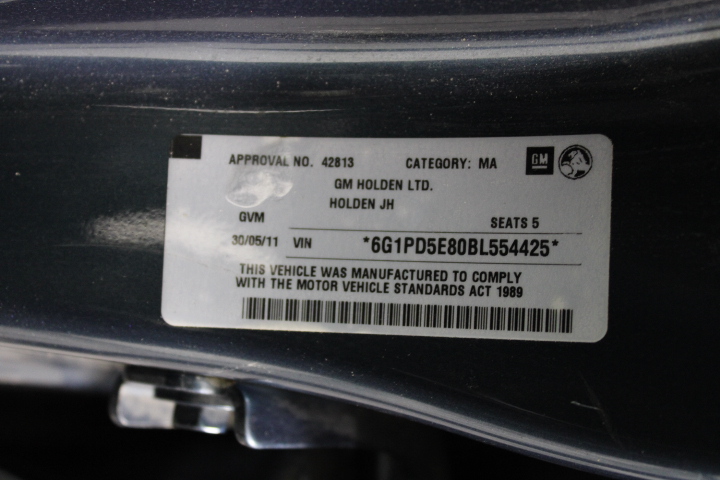 APPROVAL NO. 42813 CATEGORY: MA GM
GM HOLDEN LTD.
HOLDEN JH
GVM SEATS 5
30/05/11 VIN *6G1PD5E80BL554425*
THIS VEHICLE WAS MANUFACTURED TO COMPLY
WITH THE MOTOR VEHICLE STANDARDS ACT 1989